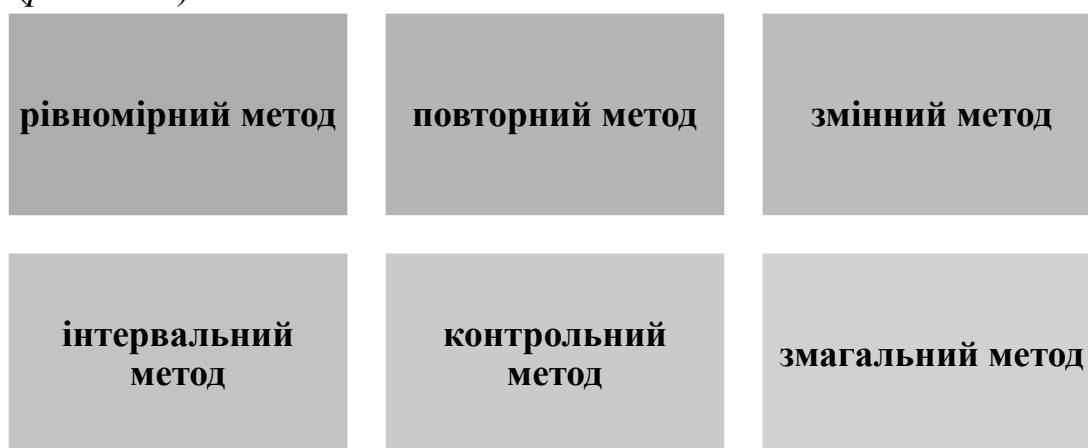 рівномірний метод
повторний метод
змінний метод
інтервальний
метод
контрольний
метод
змагальний метод